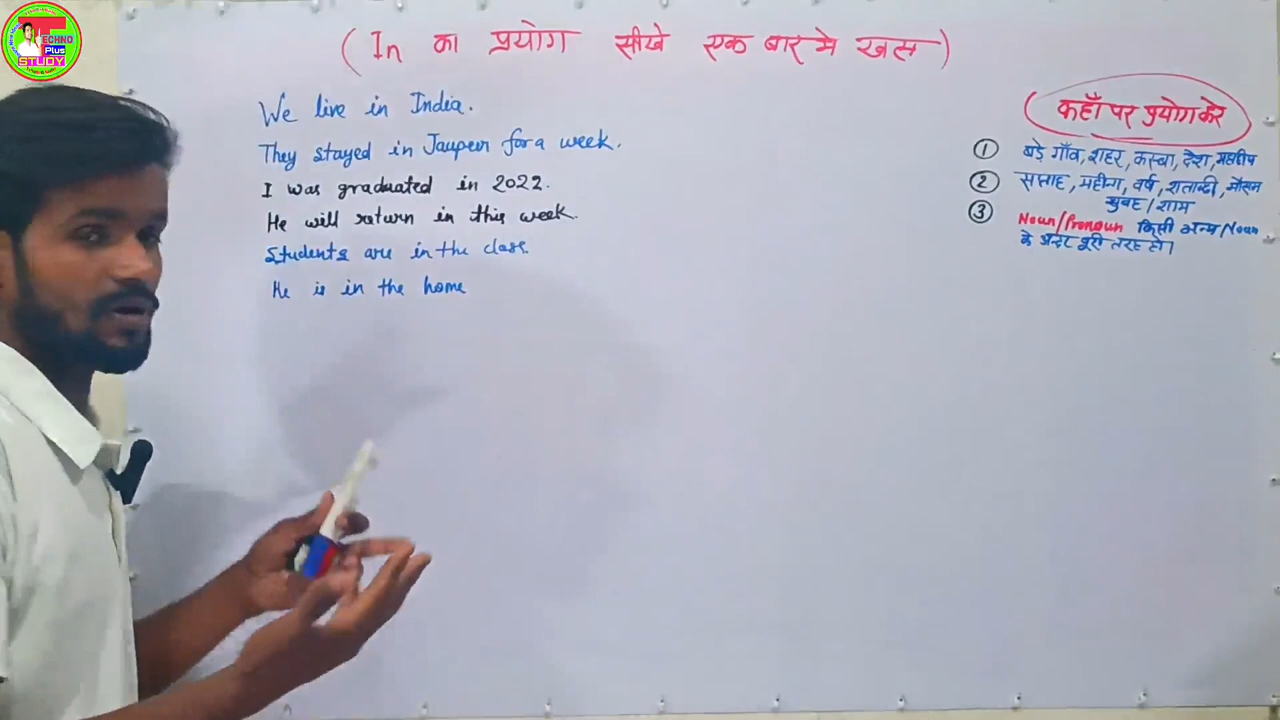 TECHNO
Plus
STUDY
( In का प्रयोग सीखे एक बार मे खत्म )
We live in India.
They stayed in Jaupeer for a week.
I was graduated in 2022.
He will return in this week.
Students are in the class.
He is in the home
कहाँ पर प्रयोग करे
① बड़े गाँव, शहर, कस्बा, देश, महाद्वीप
② सप्ताह, महीना, वर्ष, शताब्दी, मौसम
सुबह / शाम
③ Noun/Pronoun किसी अन्य Noun
के अन्दर पूरी तरह हो।